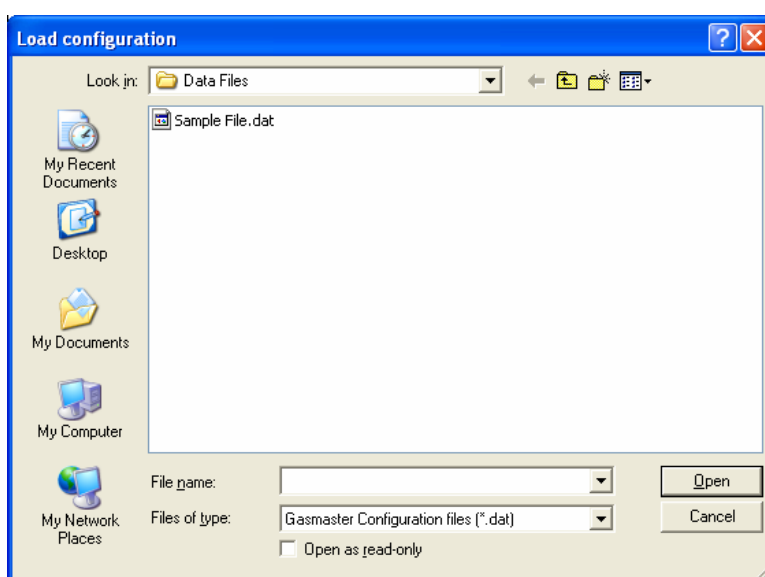 Load configuration
Look in: Data Files
Sample File.dat
My Recent
Documents
Desktop
My Documents
My Computer
My Network
Places
File name:
Open
Files of type: Gasmaster Configuration files (*.dat)
Cancel
Open as read-only